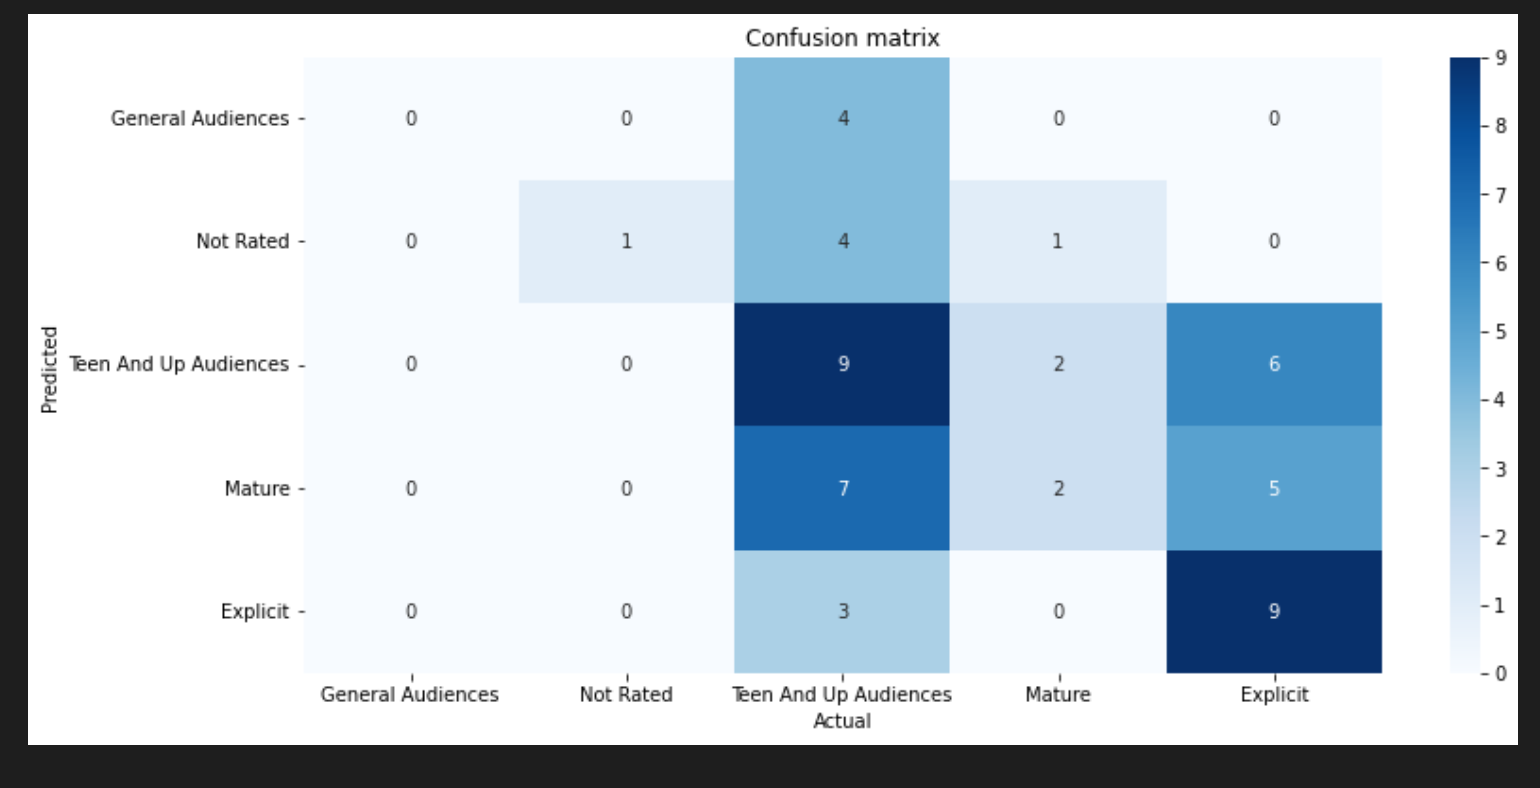 Confusion matrix
General Audiences 0 0 4 0 0
Not Rated 0 1 4 1 0
Teen And Up Audiences 0 0 9 2 6
Mature 0 0 7 2 5
Explicit 0 0 3 0 9
General Audiences Not Rated Teen And Up Audiences Mature Explicit
Actual
Predicted
9
8
7
6
5
4
3
2
1
0